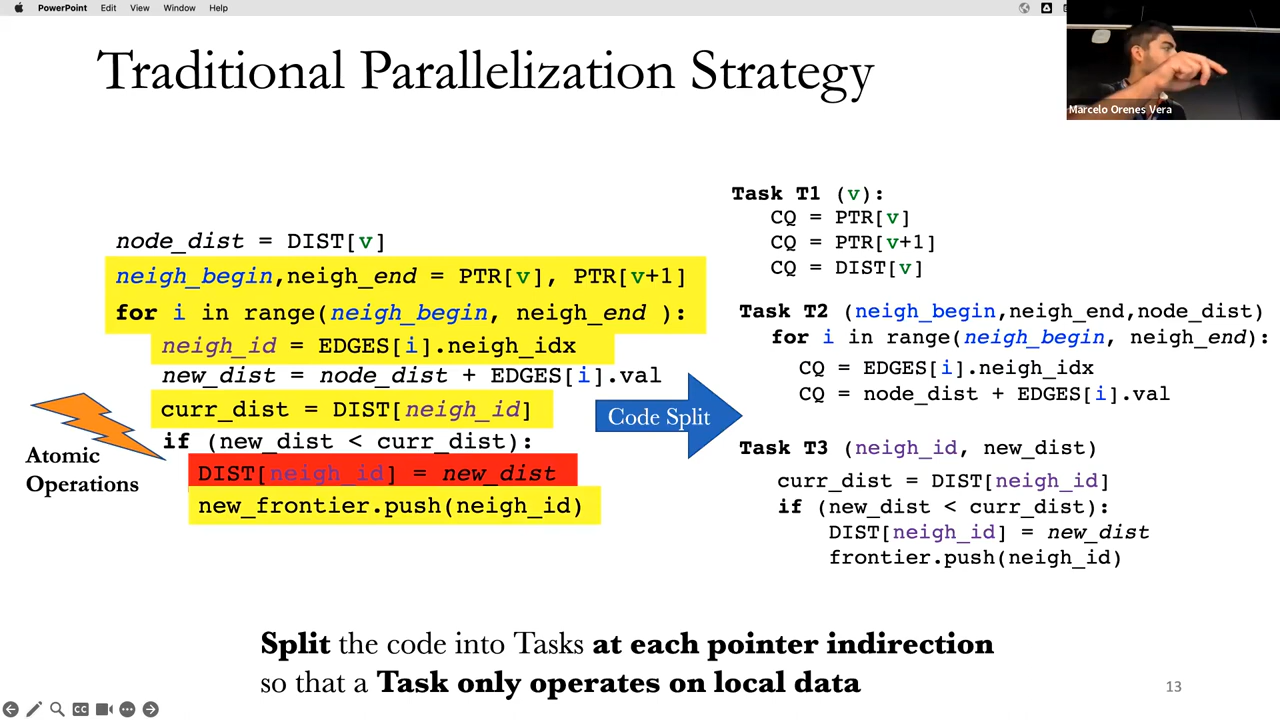 PowerPoint Edit View Window Help
Traditional Parallelization Strategy
Marcelo Orenes Vera
node_dist = DIST[v]
neigh_begin,neigh_end = PTR[v], PTR[v+1]
for i in range(neigh_begin, neigh_end ):
neigh_id = EDGES[i].neigh_idx
new_dist = node_dist + EDGES[i].val
curr_dist = DIST[neigh_id]
if (new_dist < curr_dist):
DIST[neigh_id] = new_dist
new_frontier.push(neigh_id)
Atomic
Operations
Code Split
Task T1 (v):
CQ = PTR[v]
CQ = PTR[v+1]
CQ = DIST[v]
Task T2 (neigh_begin,neigh_end,node_dist)
for i in range(neigh_begin, neigh_end):
CQ = EDGES[i].neigh_idx
CQ = node_dist + EDGES[i].val
Task T3 (neigh_id, new_dist)
curr_dist = DIST[neigh_id]
if (new_dist < curr_dist):
DIST[neigh_id] = new_dist
frontier.push(neigh_id)
Split the code into Tasks at each pointer indirection
so that a Task only operates on local data
13
CC